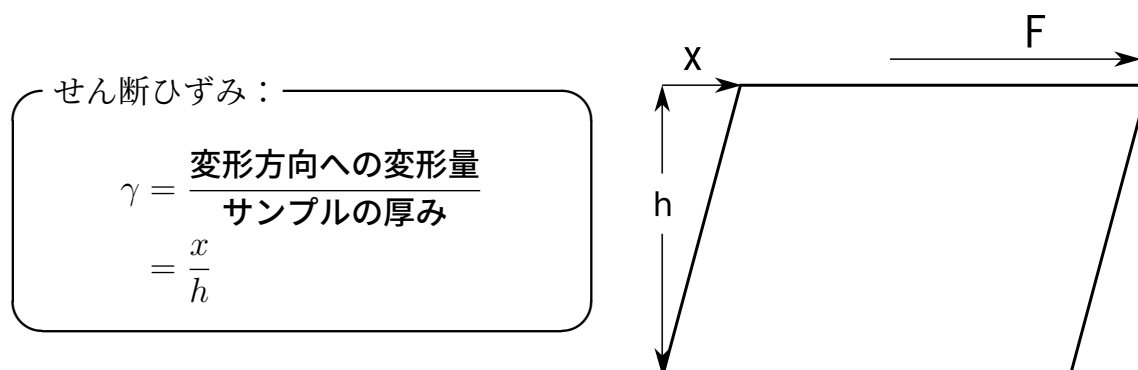 せん断ひずみ：
γ = 変形方向への変形量 / サンプルの厚み
= x / h
x
F
h